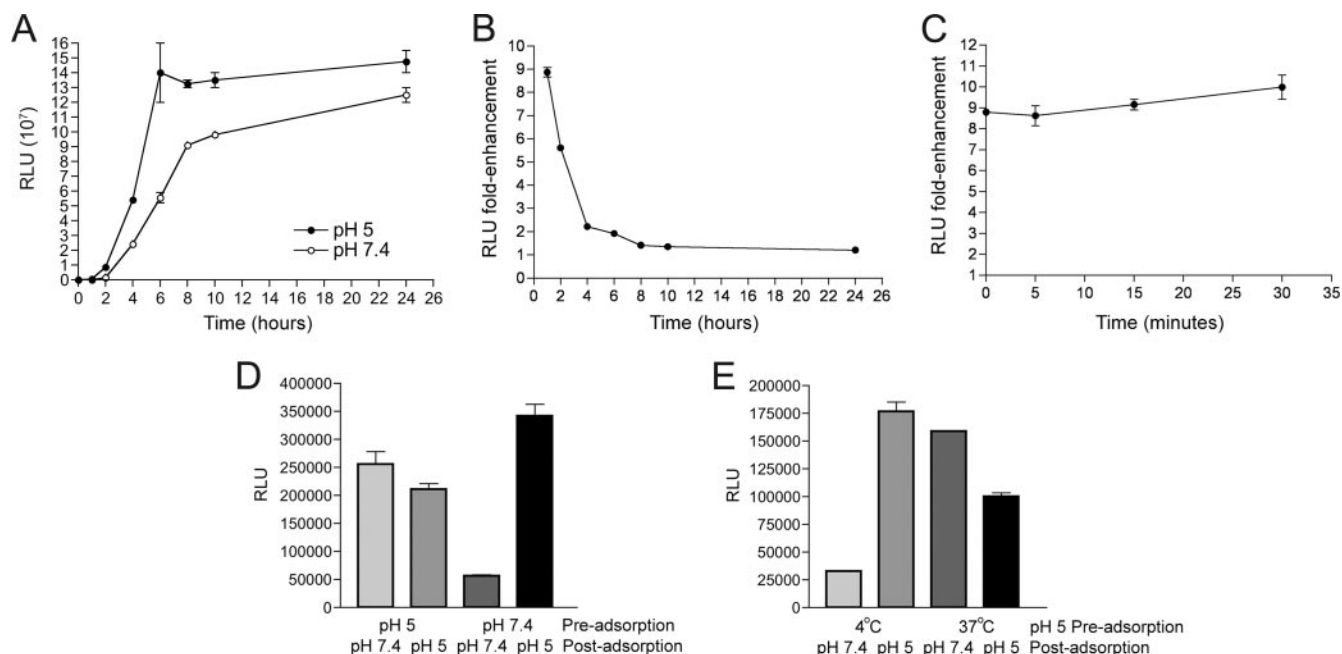 A
16
15
14
13
12
11
10
9
8
7
6
5
4
3
2
1
0
RLU (10⁷)
pH 5
pH 7.4
0 2 4 6 8 10 12 14 16 18 20 22 24 26
Time (hours)
B
10
9
8
7
6
5
4
3
2
1
0
RLU fold-enhancement
0 2 4 6 8 10 12 14 16 18 20 22 24 26
Time (hours)
C
12
11
10
9
8
7
6
5
4
3
2
1
RLU fold-enhancement
0 5 10 15 20 25 30 35
Time (minutes)
D
400000
350000
300000
250000
200000
150000
100000
50000
0
RLU
pH 5 pH 7.4 Pre-adsorption
pH 7.4 pH 5 pH 7.4 pH 5 Post-adsorption
E
200000
175000
150000
125000
100000
75000
50000
25000
0
RLU
4°C 37°C pH 5 Pre-adsorption
pH 7.4 pH 5 pH 7.4 pH 5 Post-adsorption